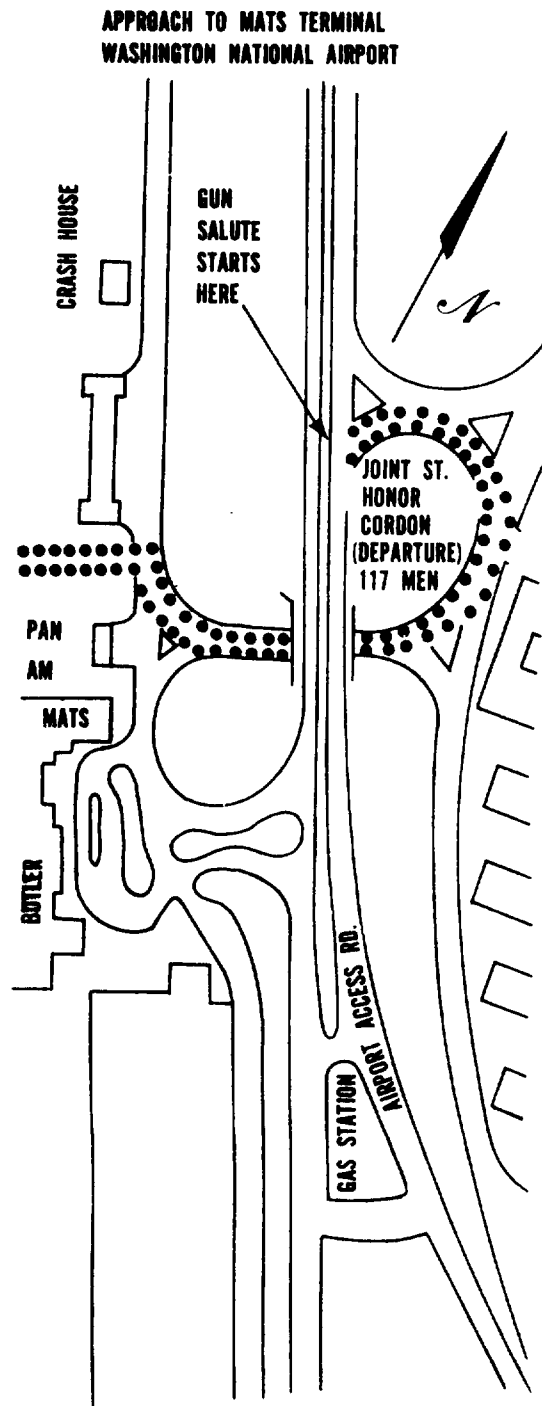 APPROACH TO MATS TERMINAL
WASHINGTON NATIONAL AIRPORT
CRASH HOUSE
GUN
SALUTE
STARTS
HERE
N
JOINT ST.
HONOR
CORDON
(DEPARTURE)
117 MEN
PAN
AM
MATS
BUTLER
AIRPORT ACCESS RD.
GAS STATION